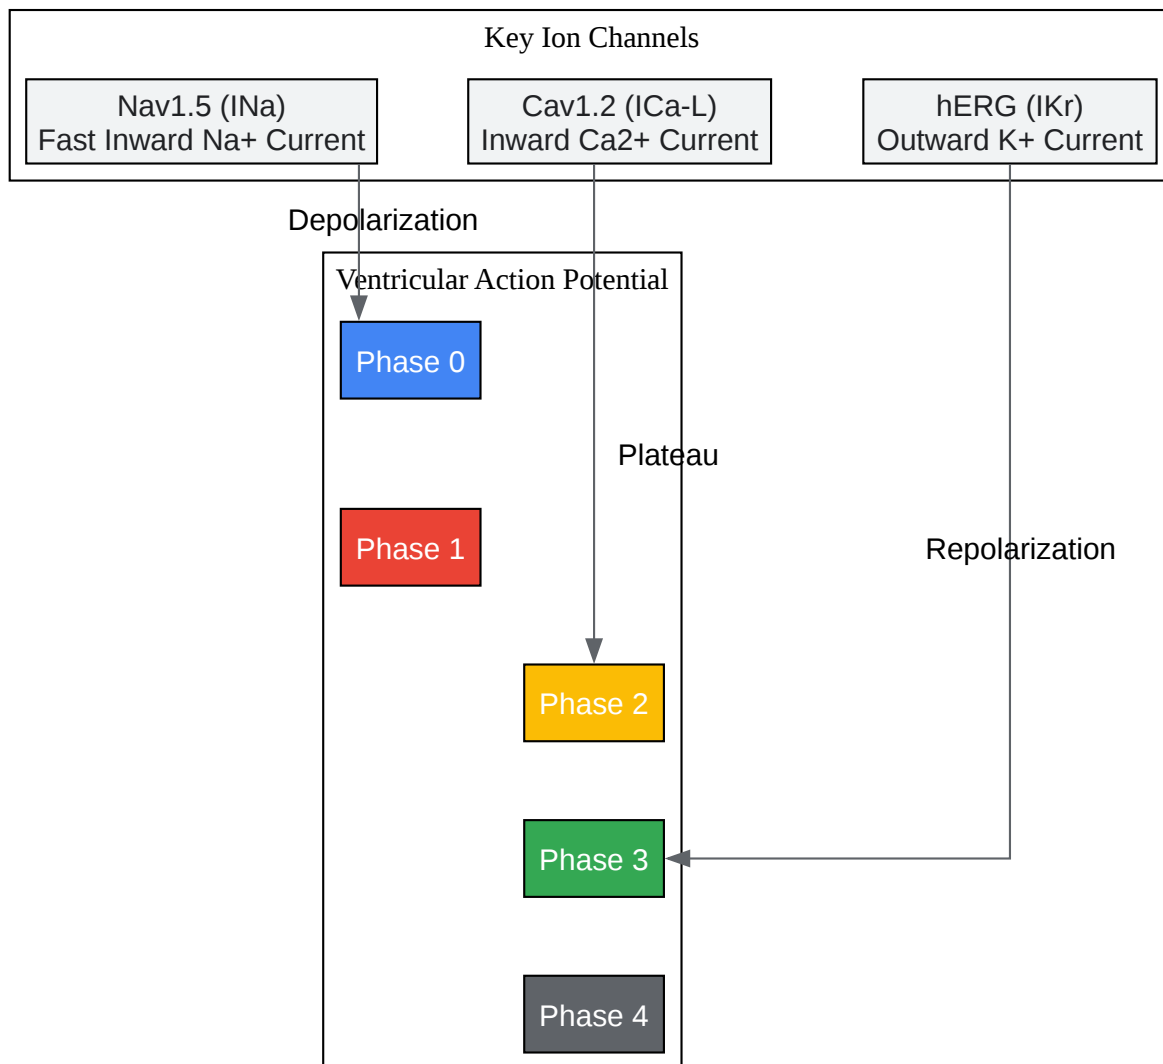 Key Ion Channels
Nav1.5 (INa)
Fast Inward Na+ Current
Cav1.2 (ICa-L)
Inward Ca2+ Current
hERG (IKr)
Outward K+ Current
Depolarization
Ventricular Action Potential
Phase 0
Plateau
Phase 1
Repolarization
Phase 2
Phase 3
Phase 4